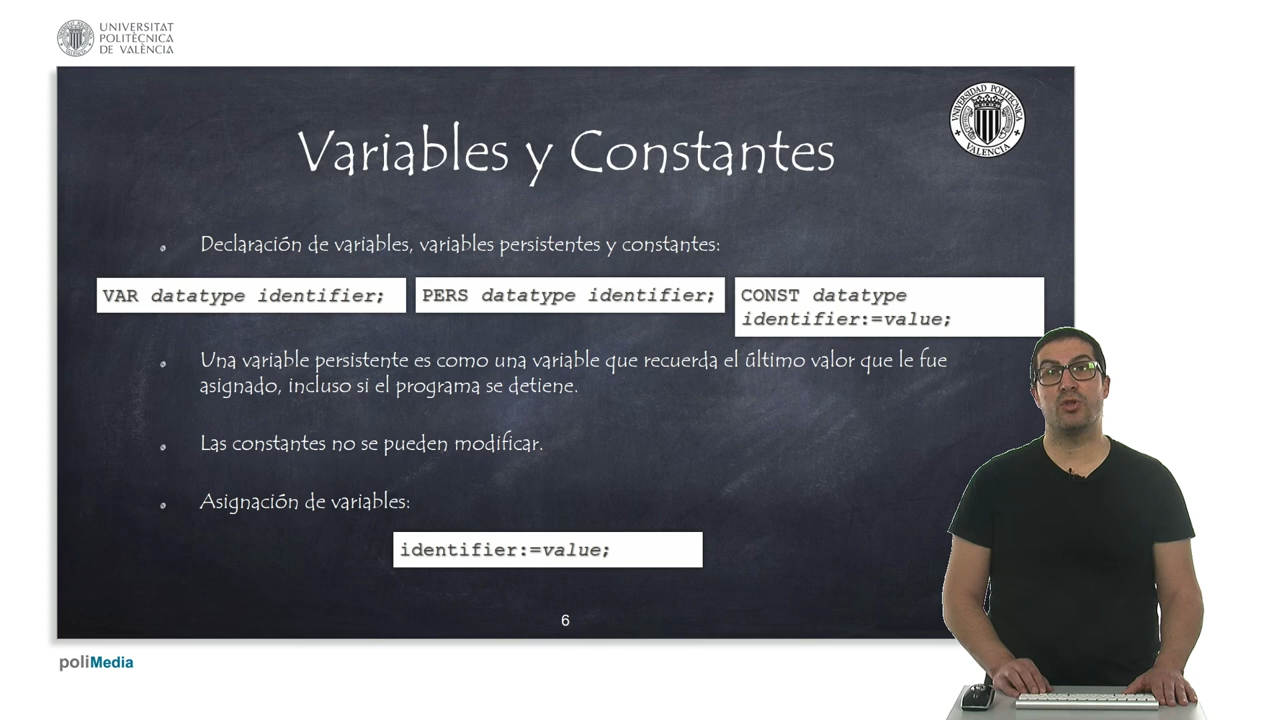 UNIVERSITAT
POLITÈCNICA
DE VALÈNCIA
UNIVERSIDAD POLITECNICA
VALENCIA
Variables y Constantes
Declaración de variables, variables persistentes y constantes:
VAR datatype identifier;
PERS datatype identifier;
CONST datatype
identifier:=value;
Una variable persistente es como una variable que recuerda el último valor que le fue
asignado, incluso si el programa se detiene.
Las constantes no se pueden modificar.
Asignación de variables:
identifier:=value;
6
poliMedia